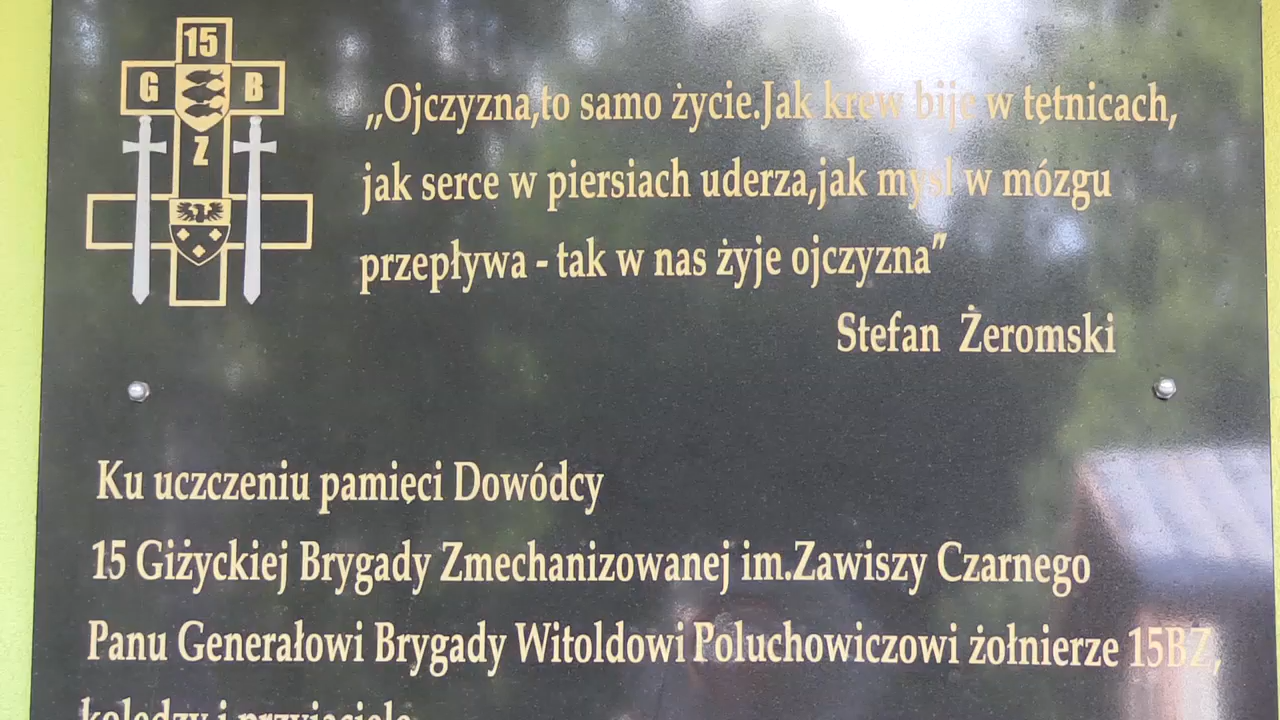 15
G B
Z
„Ojczyzna,to samo życie.Jak krew bije w tętnicach,
jak serce w piersiach uderza,jak mysl w mózgu
przepływa - tak w nas żyje ojczyzna”
Stefan Żeromski
Ku uczczeniu pamięci Dowódcy
15 Giżyckiej Brygady Zmechanizowanej im.Zawiszy Czarnego
Panu Generałowi Brygady Witoldowi Poluchowiczowi żołnierze 15BZ,
koledzy i przyjaciele